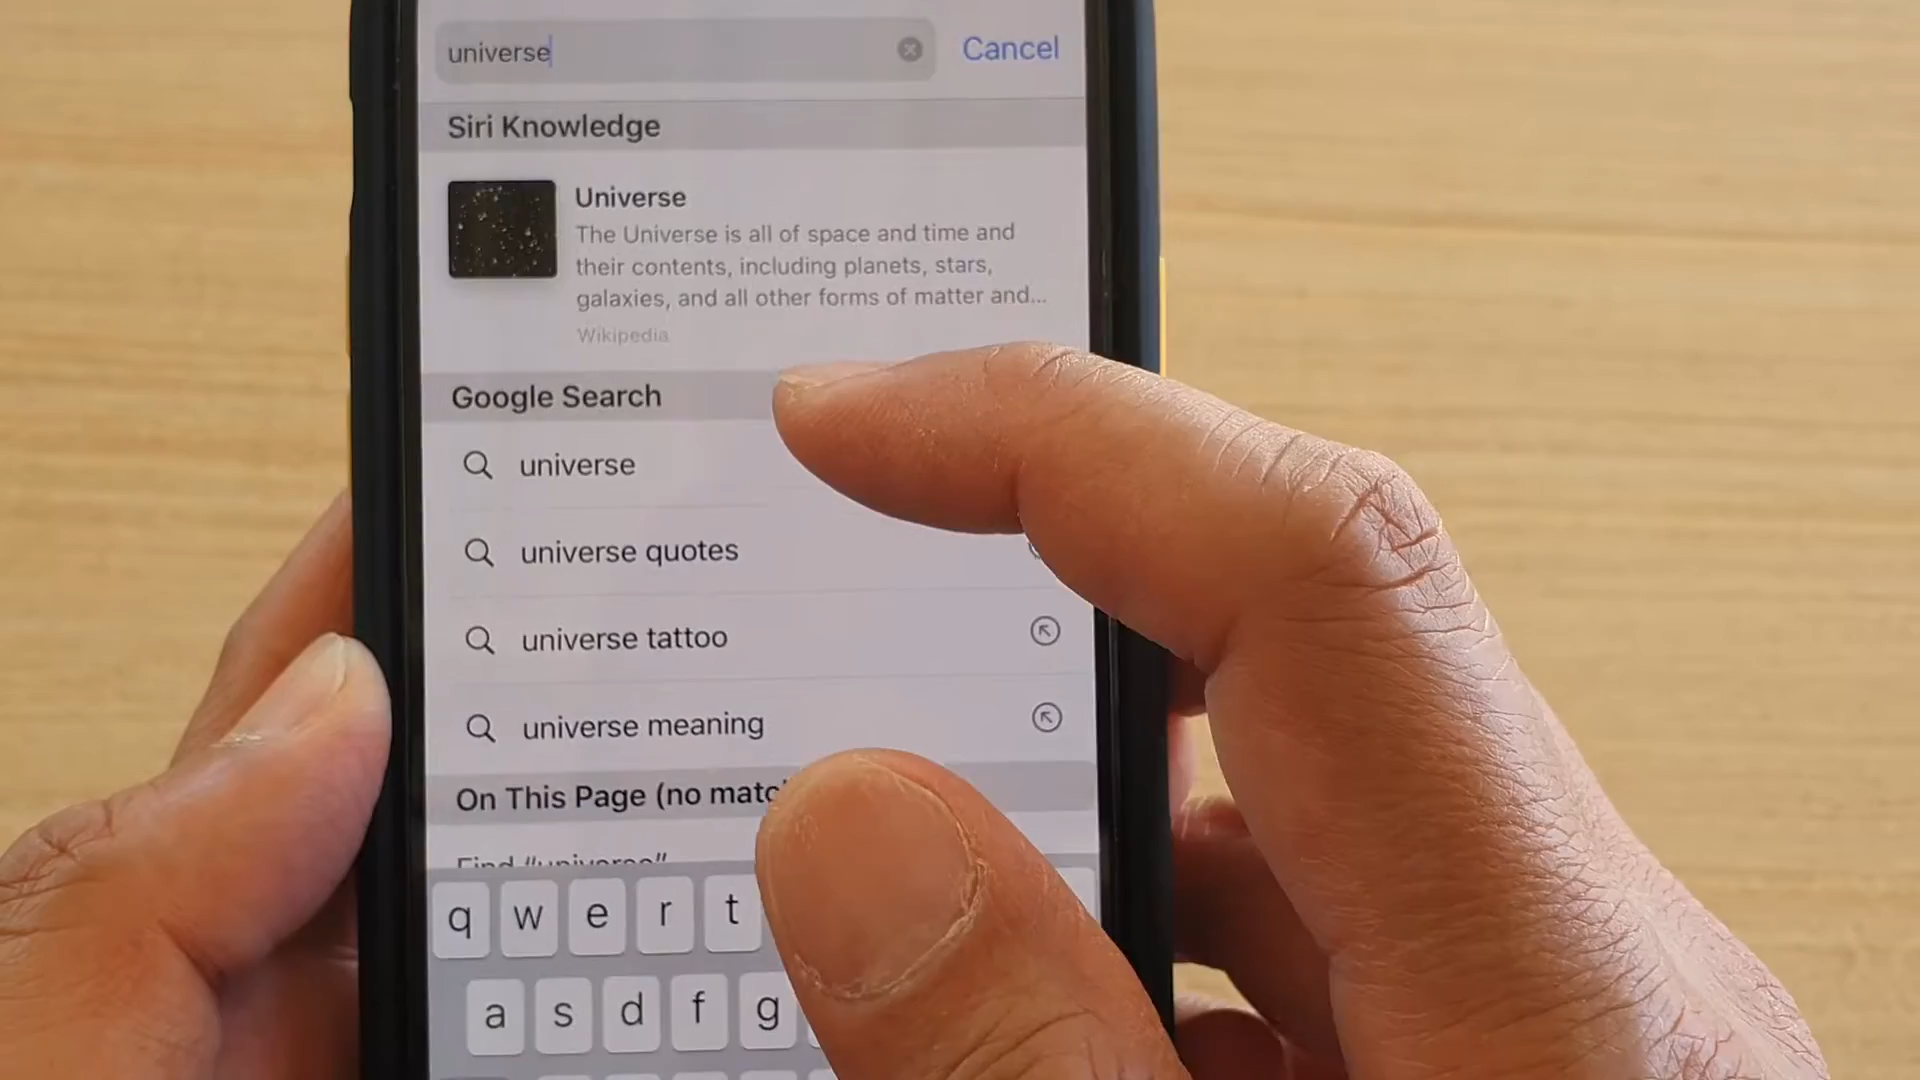 universe
Cancel
Siri Knowledge
Universe
The Universe is all of space and time and
their contents, including planets, stars,
galaxies, and all other forms of matter and...
Wikipedia
Google Search
universe
universe quotes
universe tattoo
universe meaning
On This Page (no matc
Find "universe"
q w e r t
a s d f g